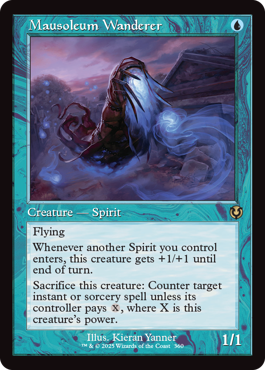 Mausoleum Wanderer
Creature — Spirit
Flying
Whenever another Spirit you control
enters, this creature gets +1/+1 until
end of turn.
Sacrifice this creature: Counter target
instant or sorcery spell unless its
controller pays X, where X is this
creature's power.
Illus. Kieran Yanner
™ & © 2025 Wizards of the Coast 360
1/1